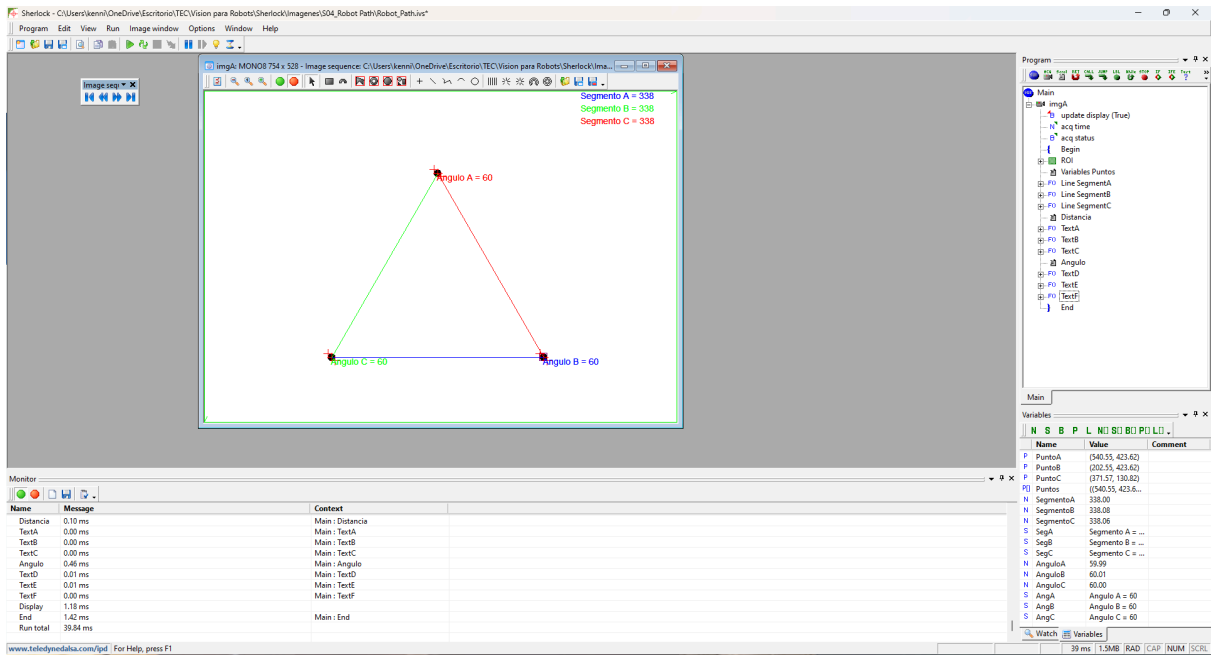 Sherlock - C:\Users\kenni\OneDrive\Escritorio\TEC\Vision para Robots\Sherlock\Imagenes\S04_Robot Path\Robot_Path.ivs*
Program Edit View Run Image window Options Window Help
Image seq
imgA: MONO8 754 x 528 - Image sequence: C:\Users\kenni\OneDrive\Escritorio\TEC\Vision para Robots\Sherlock\Ima...
Segmento A = 338
Segmento B = 338
Segmento C = 338
Angulo A = 60
Angulo C = 60
Angulo B = 60
Program
Main
imgA
update display (True)
acq time
acq status
Begin
ROI
Variables Puntos
Line SegmentA
Line SegmentB
Line SegmentC
Distancia
TextA
TextB
TextC
Angulo
TextD
TextE
TextF
End
Main
Variables
N S B P L N[] S[] B[] P[] L[]
Name Value Comment
P PuntoA (540.55, 423.62)
P PuntoB (202.55, 423.62)
P PuntoC (371.57, 130.82)
P[] Puntos ((540.55, 423.6...
N SegmentoA 338.00
N SegmentoB 338.08
N SegmentoC 338.06
S SegA Segmento A = ...
S SegB Segmento B = ...
S SegC Segmento C = ...
N AnguloA 59.99
N AnguloB 60.01
N AnguloC 60.00
S AngA Angulo A = 60
S AngB Angulo B = 60
S AngC Angulo C = 60
Watch Variables
Monitor
Name Message Context
Distancia 0.10 ms Main : Distancia
TextA 0.00 ms Main : TextA
TextB 0.00 ms Main : TextB
TextC 0.00 ms Main : TextC
Angulo 0.46 ms Main : Angulo
TextD 0.01 ms Main : TextD
TextE 0.01 ms Main : TextE
TextF 0.00 ms Main : TextF
Display 1.18 ms
End 1.42 ms Main : End
Run total 39.84 ms
www.teledynedalsa.com/ipd For Help, press F1
39 ms 1.5MB RAD CAP NUM SCRL